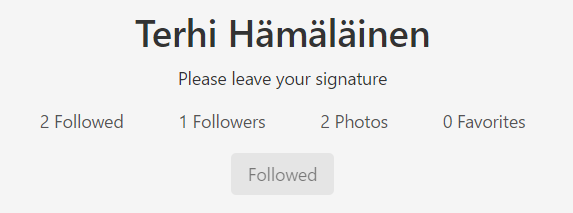 Terhi Hämäläinen
Please leave your signature
2 Followed 1 Followers 2 Photos 0 Favorites
Followed